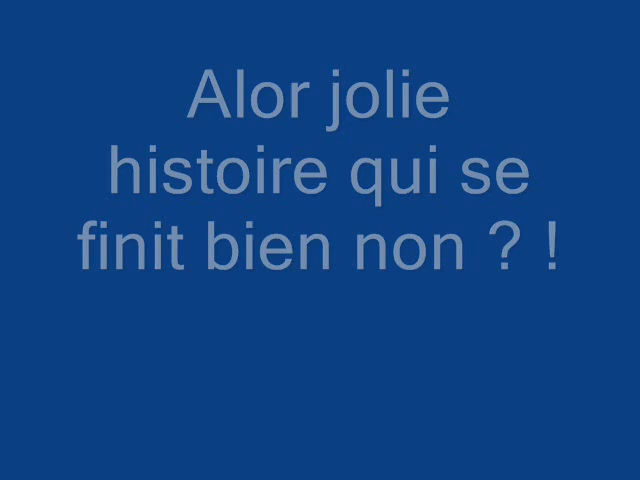 Alor jolie
histoire qui se
finit bien non ? !